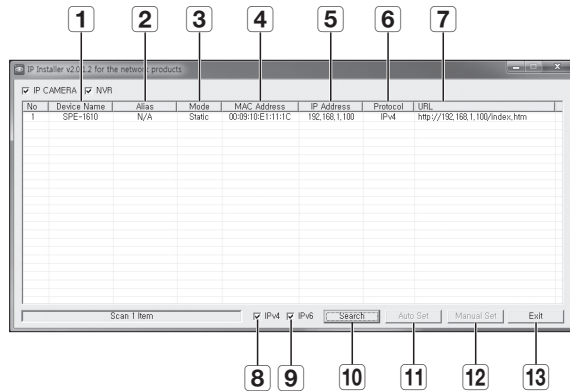 1 2 3 4 5 6 7
IP Installer v2.0.1.2 for the network products
IP CAMERA NVR
No Device Name Alias Mode MAC Address IP Address Protocol URL
1 SPE-1610 N/A Static 00:09:10:E1:11:1C 192,168,1,100 IPv4 http://192,168,1,100/index,htm
Scan 1 Item IPv4 IPv6 Search Auto Set Manual Set Exit
8 9 10 11 12 13